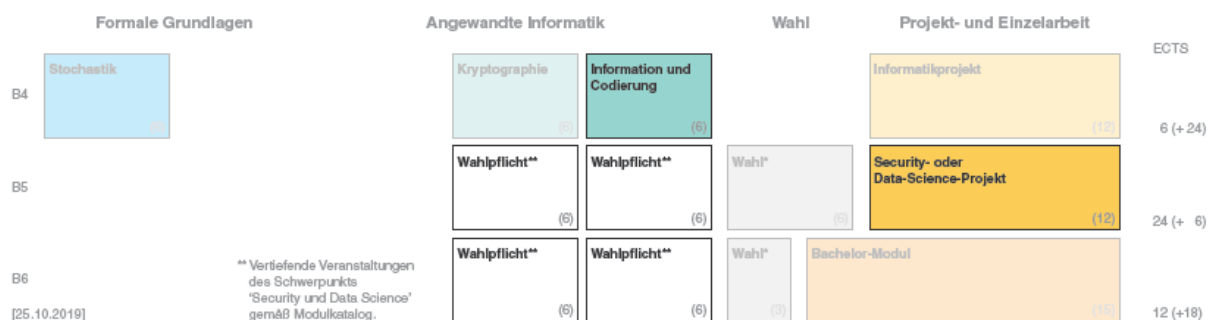 Formale Grundlagen Angewandte Informatik Wahl Projekt- und Einzelarbeit
ECTS
Stochastik Kryptographie Information und Informatikprojekt
Codierung
B4
(6) (6) (6) (12) 6 (+ 24)
Wahlpflicht** Wahlpflicht** Wahl* Security- oder
Data-Science-Projekt
B5
(6) (6) (6) (12) 24 (+ 6)
Wahlpflicht** Wahlpflicht** Wahl* Bachelor-Modul
** Vertiefende Veranstaltungen
B6
des Schwerpunkts
'Security und Data Science'
[25.10.2019] gemäß Modulkatalog. (6) (6) (3) (15) 12 (+18)